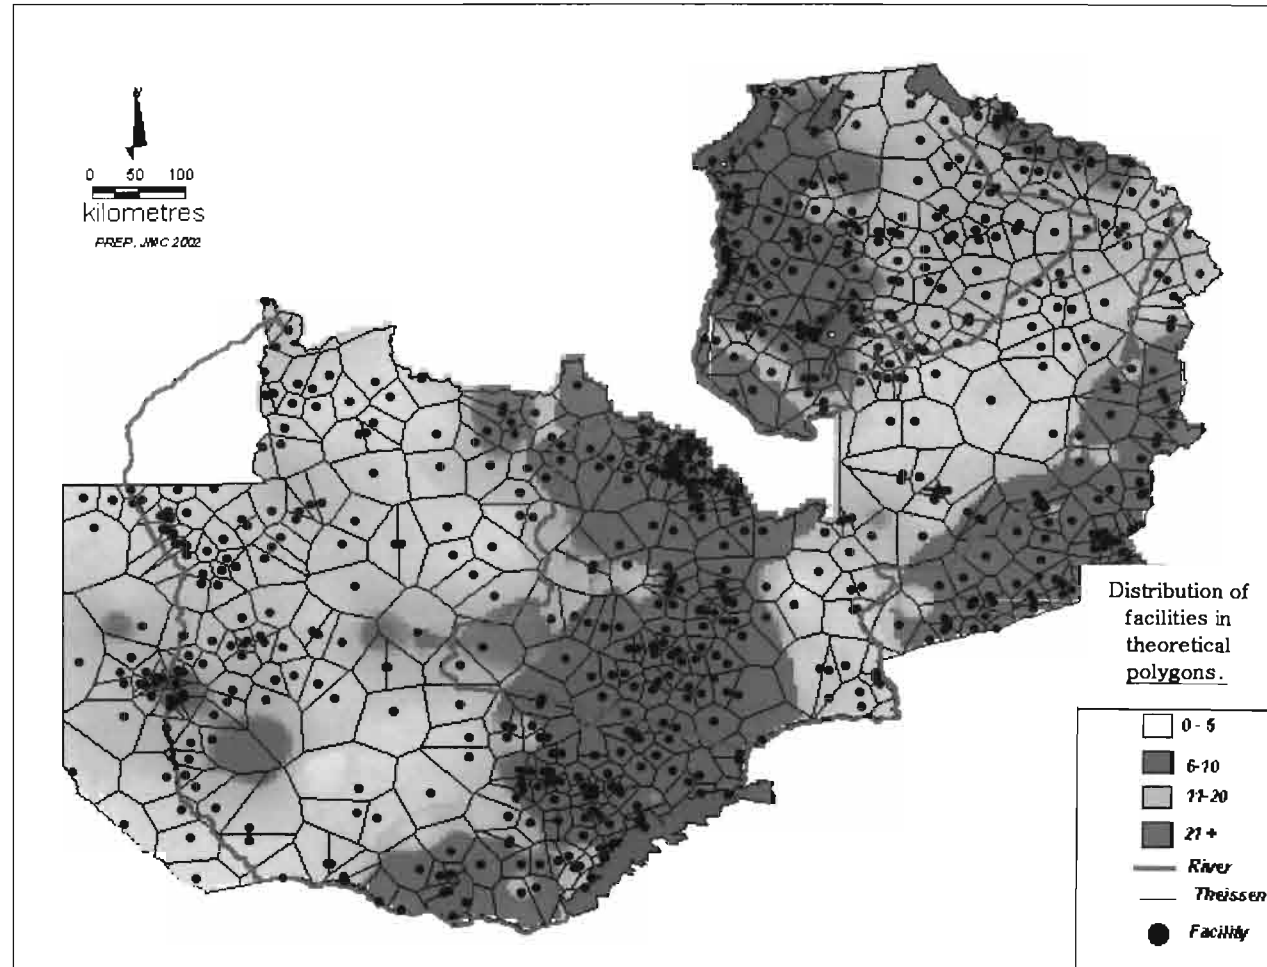 N
0 50 100
kilometres
PREP. JMC 2002
Distribution of
facilities in
theoretical
polygons.
0 - 5
6-10
11-20
21 +
River
Theissen
Facility